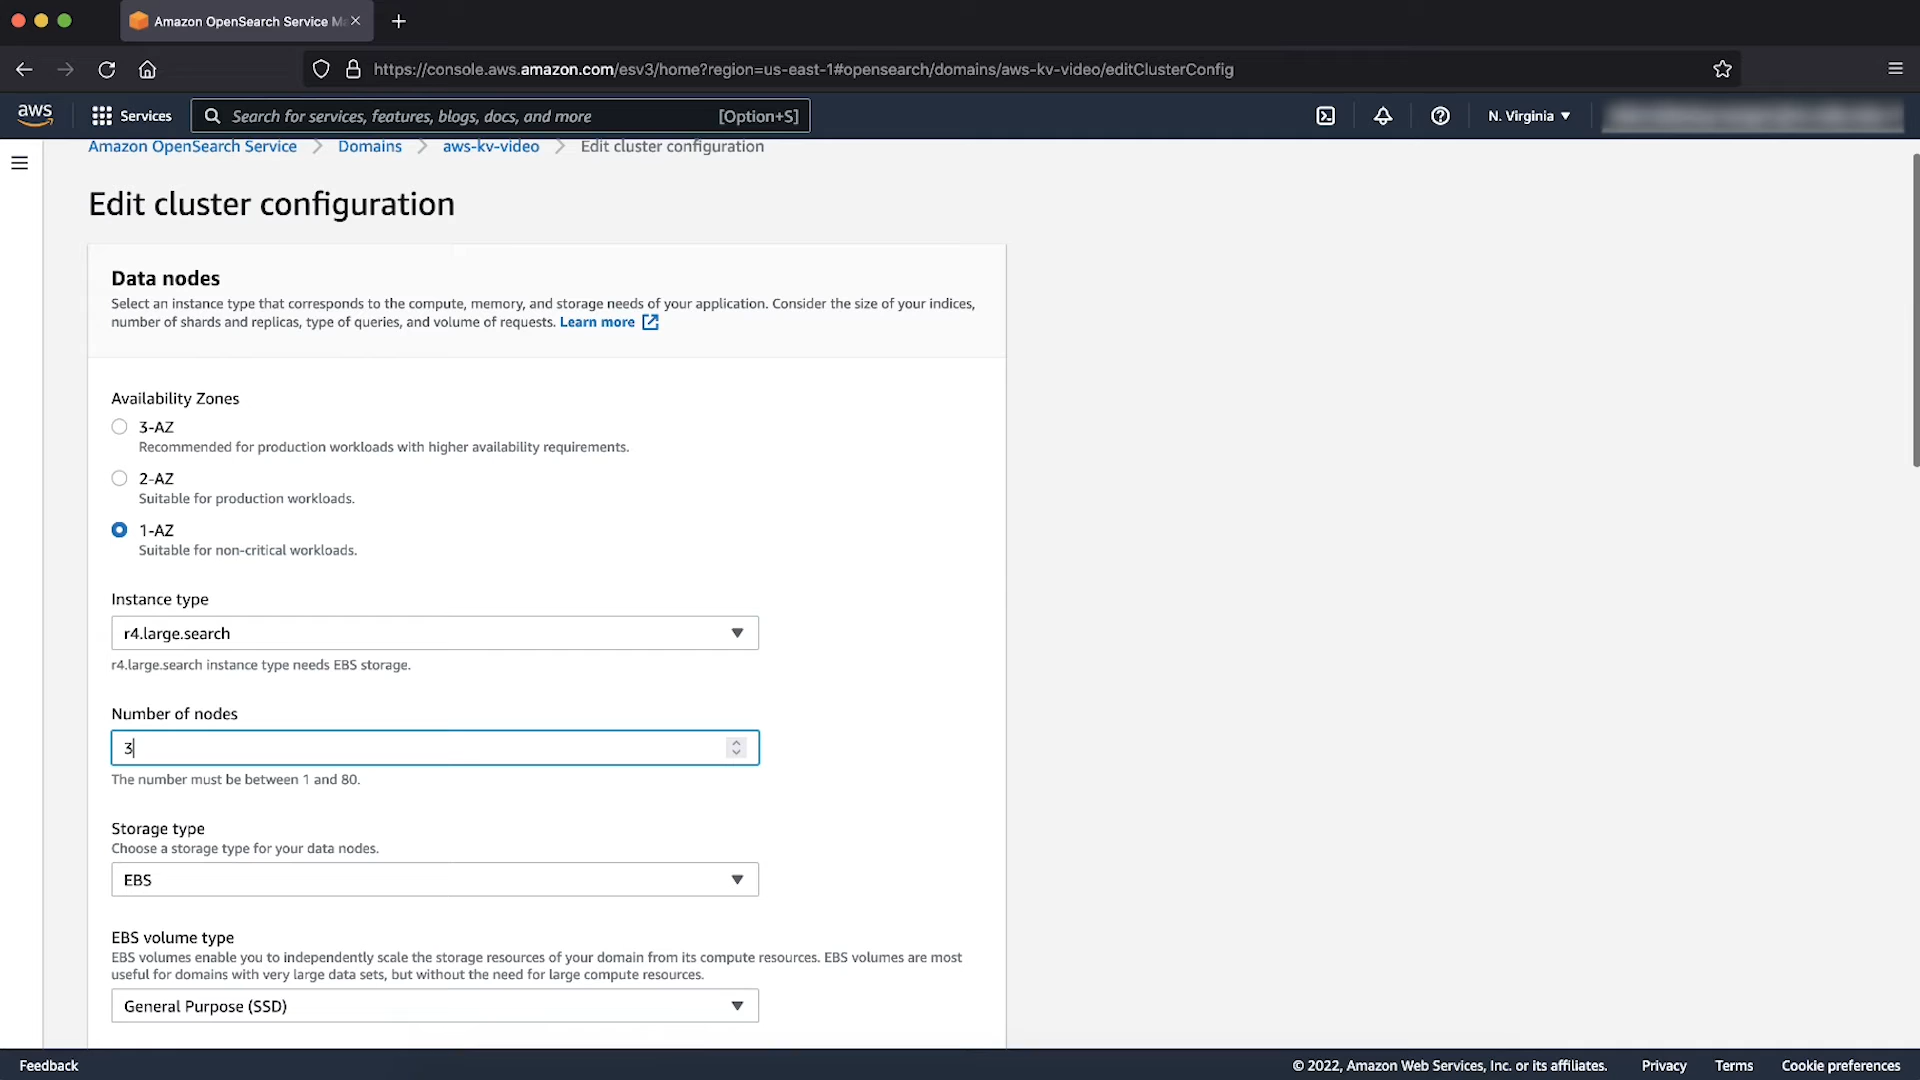 Amazon OpenSearch Service M
https://console.aws.amazon.com/esv3/home?region=us-east-1#opensearch/domains/aws-kv-video/editClusterConfig
aws
Services
Search for services, features, blogs, docs, and more
[Option+S]
N. Virginia
Amazon OpenSearch Service
Domains
aws-kv-video
Edit cluster configuration
Edit cluster configuration
Data nodes
Select an instance type that corresponds to the compute, memory, and storage needs of your application. Consider the size of your indices,
number of shards and replicas, type of queries, and volume of requests. Learn more
Availability Zones
3-AZ
Recommended for production workloads with higher availability requirements.
2-AZ
Suitable for production workloads.
1-AZ
Suitable for non-critical workloads.
Instance type
r4.large.search
r4.large.search instance type needs EBS storage.
Number of nodes
3
The number must be between 1 and 80.
Storage type
Choose a storage type for your data nodes.
EBS
EBS volume type
EBS volumes enable you to independently scale the storage resources of your domain from its compute resources. EBS volumes are most
useful for domains with very large data sets, but without the need for large compute resources.
General Purpose (SSD)
Feedback
© 2022, Amazon Web Services, Inc. or its affiliates.
Privacy
Terms
Cookie preferences